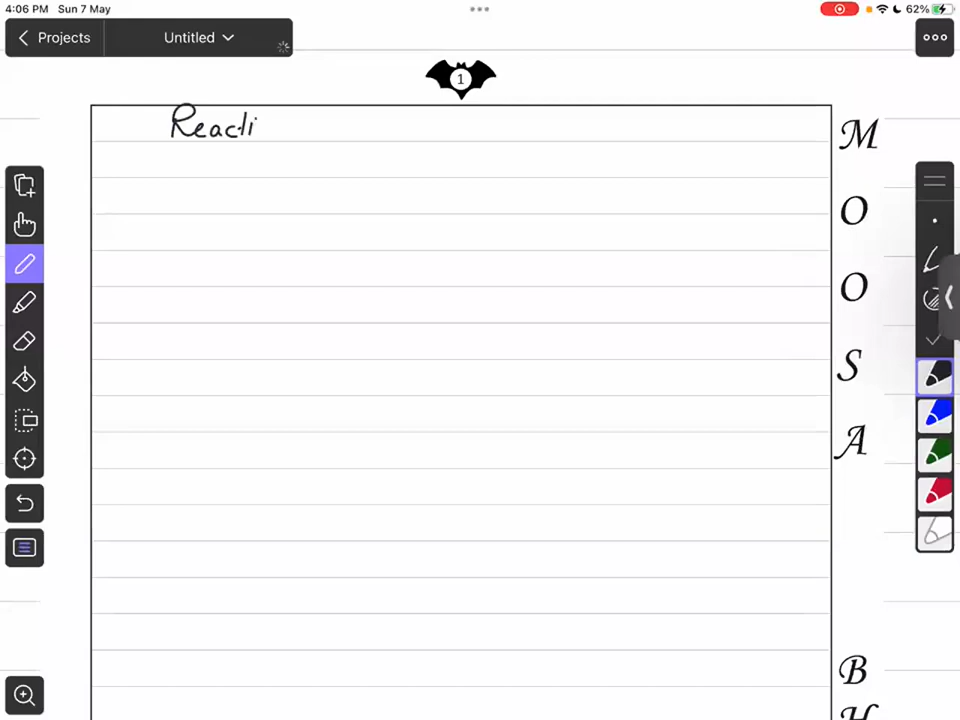 4:06 PM Sun 7 May
62%
Projects
Untitled
1
Reacti
M
O
O
S
A
B
H